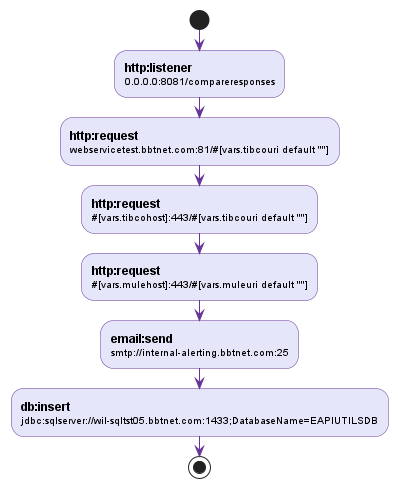 http:listener
0.0.0.0:8081/compareresponses
http:request
webservicetest.bbtnet.com:81/#[vars.tibcouri default ""]
http:request
#[vars.tibcohost]:443/#[vars.tibcouri default ""]
http:request
#[vars.mulehost]:443/#[vars.muleuri default ""]
email:send
smtp://internal-alerting.bbtnet.com:25
db:insert
jdbc:sqlserver://wil-sqltst05.bbtnet.com:1433;DatabaseName=EAPIUTILSDB